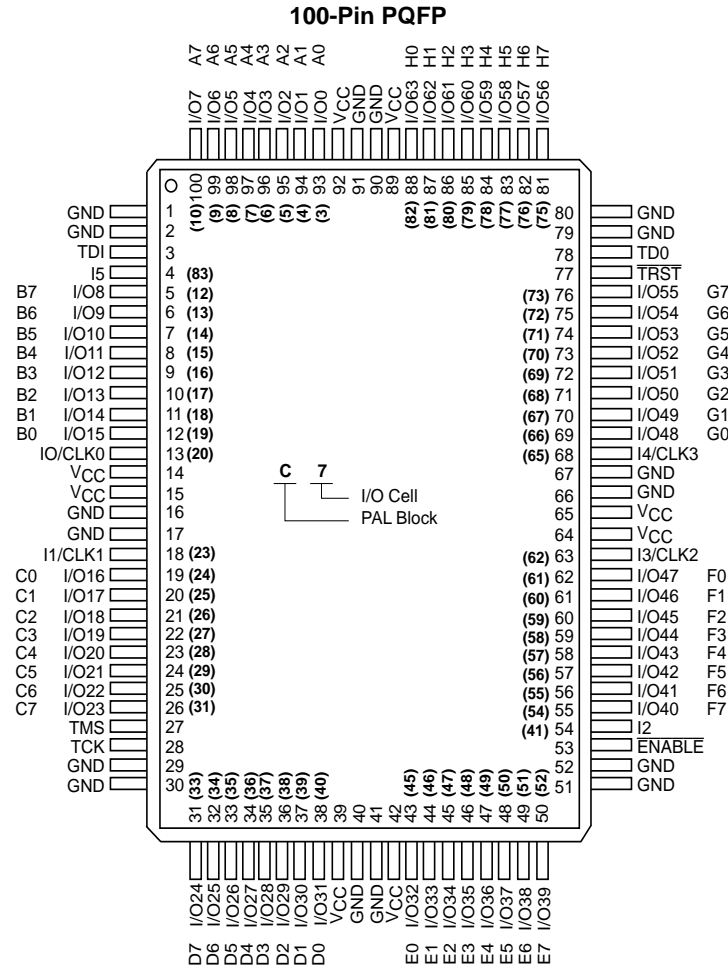 100-Pin PQFP
A7 A6 A5 A4 A3 A2 A1 A0 H0 H1 H2 H3 H4 H5 H6 H7
I/O7 I/O6 I/O5 I/O4 I/O3 I/O2 I/O1 I/O0 VCC GND GND VCC I/O63 I/O62 I/O61 I/O60 I/O59 I/O58 I/O57 I/O56
100 99 98 97 96 95 94 93 92 91 90 89 88 87 86 85 84 83 82 81
(10) (9) (8) (7) (6) (5) (4) (3) (82) (81) (80) (79) (78) (77) (76) (75)
GND 1 80 GND
GND 2 79 GND
TDI 3 78 TD0
I5 4 (83) 77 TRST
B7 I/O8 5 (12) (73) 76 I/O55 G7
B6 I/O9 6 (13) (72) 75 I/O54 G6
B5 I/O10 7 (14) (71) 74 I/O53 G5
B4 I/O11 8 (15) (70) 73 I/O52 G4
B3 I/O12 9 (16) (69) 72 I/O51 G3
B2 I/O13 10 (17) (68) 71 I/O50 G2
B1 I/O14 11 (18) (67) 70 I/O49 G1
B0 I/O15 12 (19) (66) 69 I/O48 G0
IO/CLK0 13 (20) (65) 68 I4/CLK3
VCC 14 C 7 67 GND
VCC 15 I/O Cell 66 GND
GND 16 PAL Block 65 VCC
GND 17 64 VCC
I1/CLK1 18 (23) (62) 63 I3/CLK2
C0 I/O16 19 (24) (61) 62 I/O47 F0
C1 I/O17 20 (25) (60) 61 I/O46 F1
C2 I/O18 21 (26) (59) 60 I/O45 F2
C3 I/O19 22 (27) (58) 59 I/O44 F3
C4 I/O20 23 (28) (57) 58 I/O43 F4
C5 I/O21 24 (29) (56) 57 I/O42 F5
C6 I/O22 25 (30) (55) 56 I/O41 F6
C7 I/O23 26 (31) (54) 55 I/O40 F7
TMS 27 (41) 54 I2
TCK 28 53 ENABLE
GND 29 52 GND
GND 30 51 GND
(33) (34) (35) (36) (37) (38) (39) (40) (45) (46) (47) (48) (49) (50) (51) (52)
31 32 33 34 35 36 37 38 39 40 41 42 43 44 45 46 47 48 49 50
I/O24 I/O25 I/O26 I/O27 I/O28 I/O29 I/O30 I/O31 VCC GND GND VCC I/O32 I/O33 I/O34 I/O35 I/O36 I/O37 I/O38 I/O39
D7 D6 D5 D4 D3 D2 D1 D0 E0 E1 E2 E3 E4 E5 E6 E7